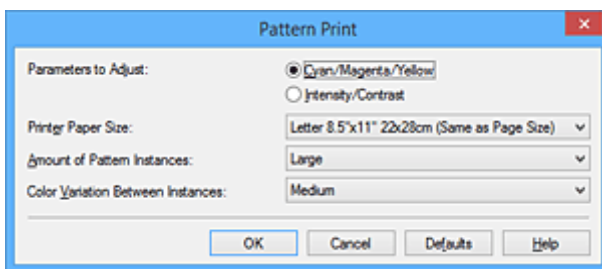 Pattern Print
Parameters to Adjust:
Cyan/Magenta/Yellow
Intensity/Contrast
Printer Paper Size:
Letter 8.5"x11" 22x28cm (Same as Page Size)
Amount of Pattern Instances:
Large
Color Variation Between Instances:
Medium
OK Cancel Defaults Help